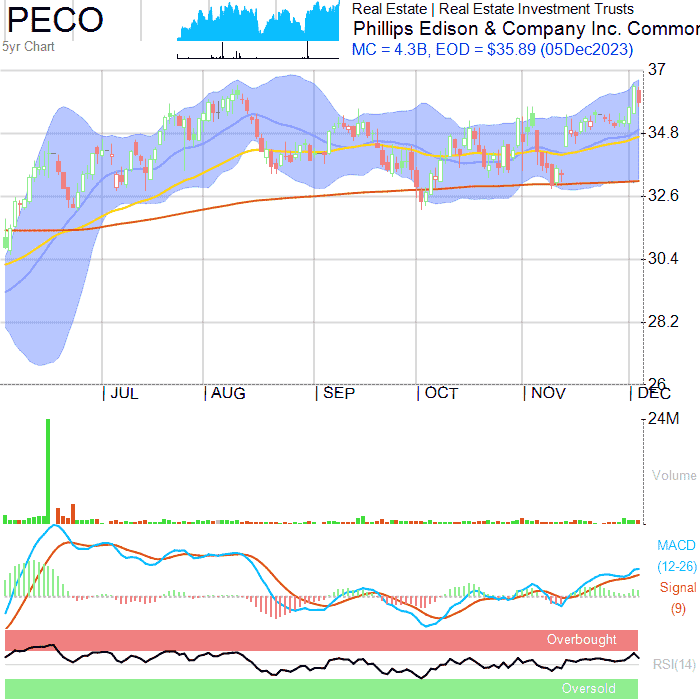 PECO
5yr Chart
Real Estate | Real Estate Investment Trusts
Phillips Edison & Company Inc. Common
MC = 4.3B, EOD = $35.89 (05Dec2023)
37
34.8
32.6
30.4
28.2
26
JUL
AUG
SEP
OCT
NOV
DEC
24M
Volume
MACD
(12-26)
Signal
(9)
Overbought
RSI(14)
Oversold